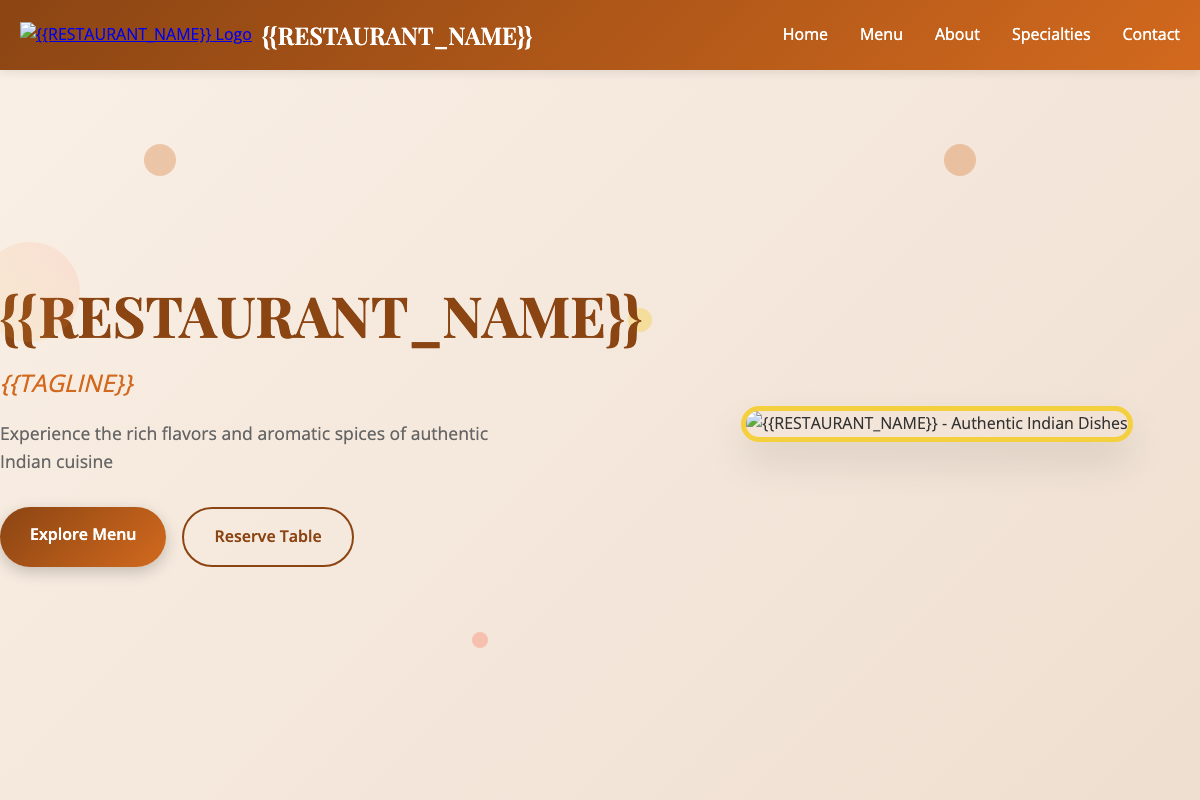 {{RESTAURANT_NAME}} Logo
{{RESTAURANT_NAME}}
Home
Menu
About
Specialties
Contact
{{RESTAURANT_NAME}}
{{TAGLINE}}
Experience the rich flavors and aromatic spices of authentic
Indian cuisine
Explore Menu
Reserve Table
{{RESTAURANT_NAME}} - Authentic Indian Dishes